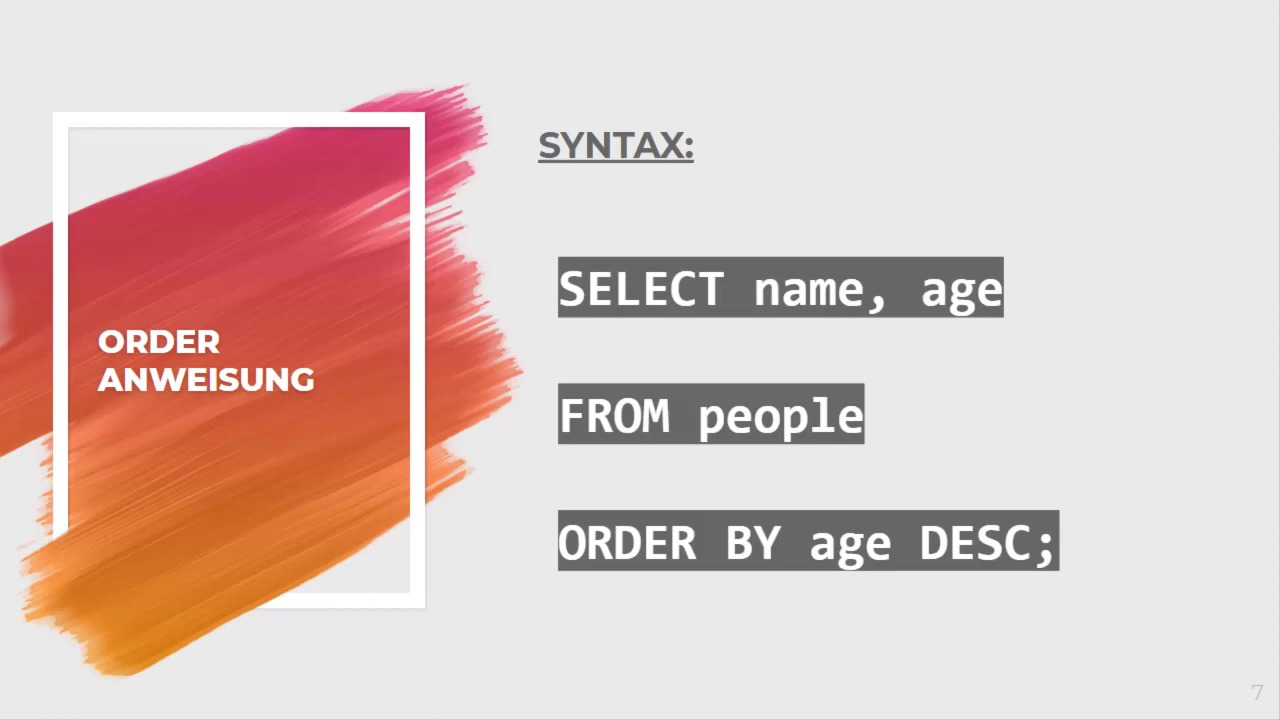 ORDER
ANWEISUNG
SYNTAX:
SELECT name, age
FROM people
ORDER BY age DESC;
7